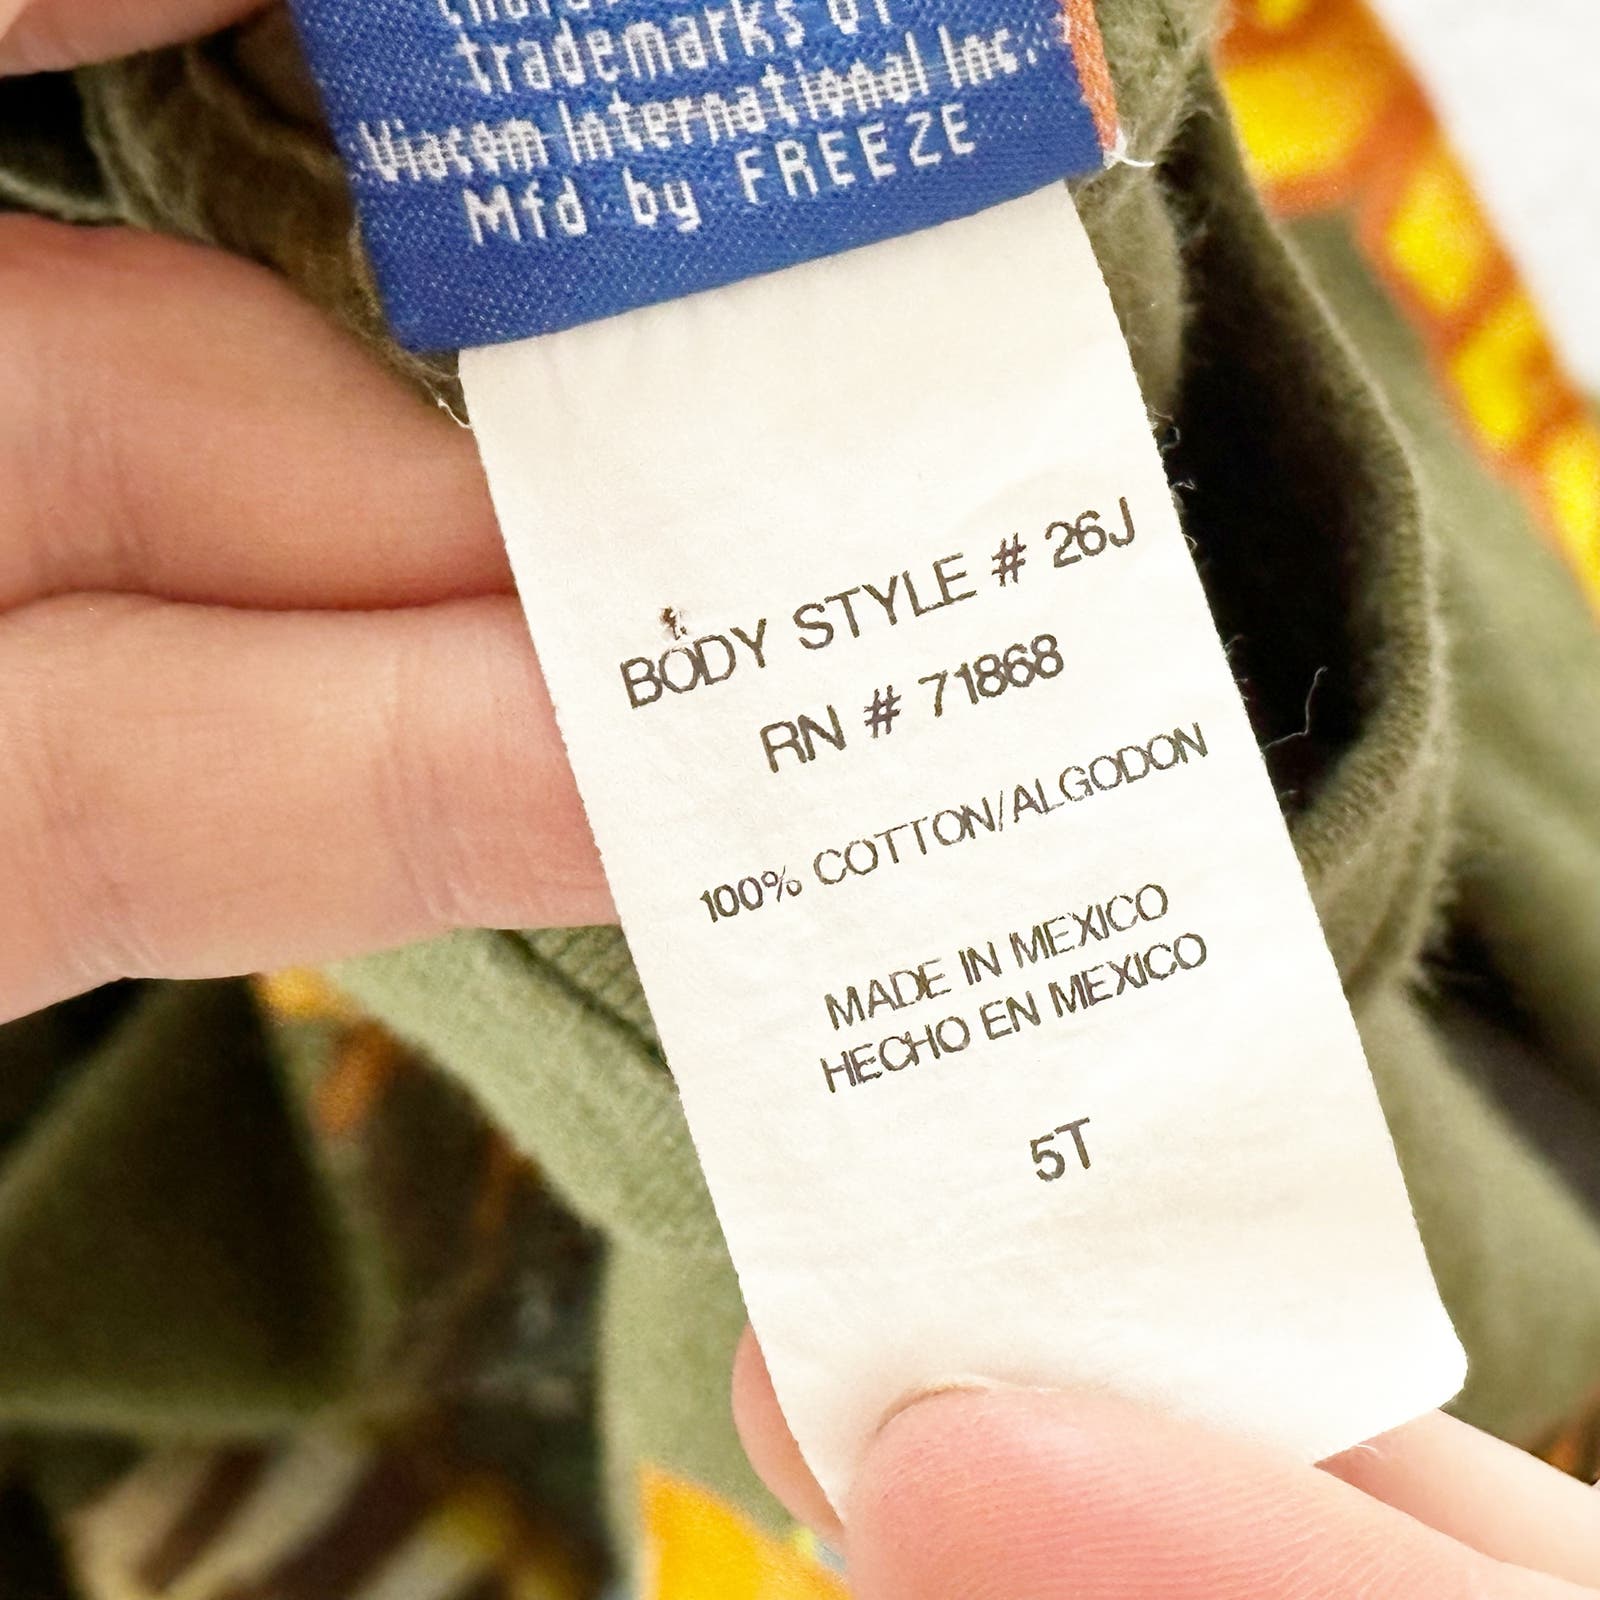 trademarks of
Viacom International Inc.
Mfd by FREEZE
BODY STYLE # 26J
RN # 71868
100% COTTON/ALGODON
MADE IN MEXICO
HECHO EN MEXICO
5T